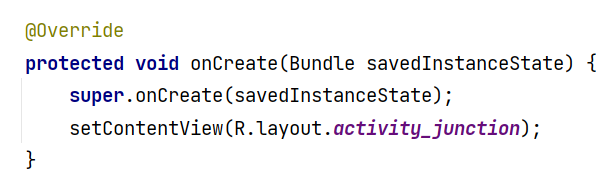 @Override
protected void onCreate(Bundle savedInstanceState) {
    super.onCreate(savedInstanceState);
    setContentView(R.layout.activity_junction);
}